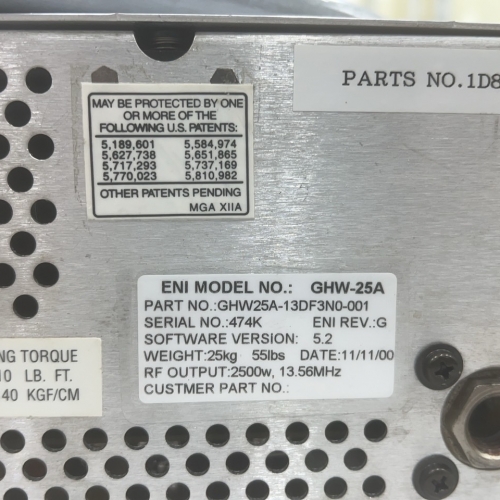 PARTS NO.1D8
MAY BE PROTECTED BY ONE
OR MORE OF THE
FOLLOWING U.S. PATENTS:
5,189,601 5,584,974
5,627,738 5,651,865
5,717,293 5,737,169
5,770,023 5,810,982
OTHER PATENTS PENDING
MGA XIIA
ENI MODEL NO.: GHW-25A
PART NO.:GHW25A-13DF3N0-001
SERIAL NO.:474K ENI REV.:G
SOFTWARE VERSION: 5.2
WEIGHT:25kg 55lbs DATE:11/11/00
RF OUTPUT:2500w, 13.56MHz
CUSTMER PART NO.:
NG TORQUE
10 LB. FT.
40 KGF/CM